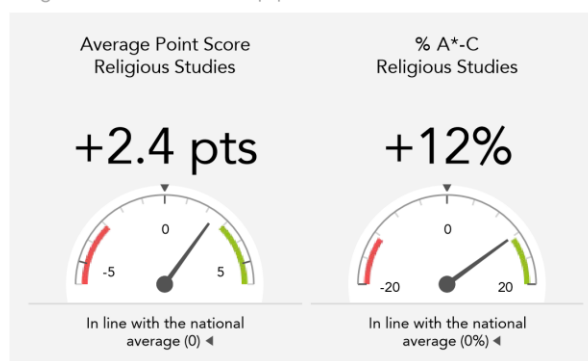 Average Point Score
Religious Studies
+2.4 pts
0
-5
5
In line with the national
average (0) ◀
% A*-C
Religious Studies
+12%
0
-20
20
In line with the national
average (0%) ◀